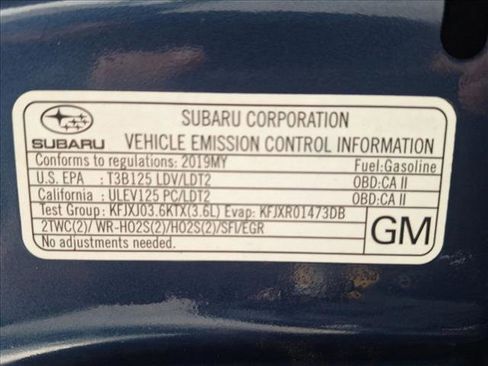 SUBARU CORPORATION
SUBARU VEHICLE EMISSION CONTROL INFORMATION
Conforms to regulations: 2019MY Fuel:Gasoline
U.S. EPA : T3B125 LDV/LDT2 OBD:CA II
California : ULEV125 PC/LDT2 OBD:CA II
Test Group: KFJXJ03.6KTX(3.6L) Evap: KFJXR01473DB
2TWC(2)/ WR-HO2S(2)/HO2S(2)/SFI/EGR
No adjustments needed.
GM